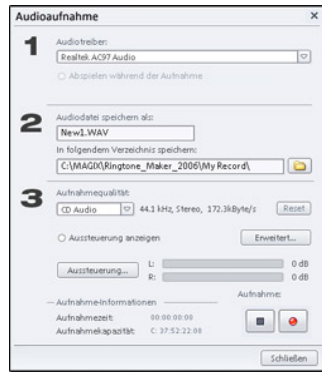 Audioaufnahme
1
Audiotreiber:
Realtek AC97 Audio
Abspielen während der Aufnahme
2
Audiodatei speichern als:
New1.WAV
In folgendem Verzeichnis speichern:
C:\MAGIX\Ringtone_Maker_2006\My Record\
3
Aufnahmequalität:
CD Audio 44.1 kHz, Stereo, 172.3kByte/s Reset
Aussteuerung anzeigen Erweitert...
Aussteuerung... L: 0 dB
R: 0 dB
Aufnahme-Informationen Aufnahme:
Aufnahmezeit: 00:00:00:00
Aufnahmekapazität: C: 37:52:22:08
Schließen